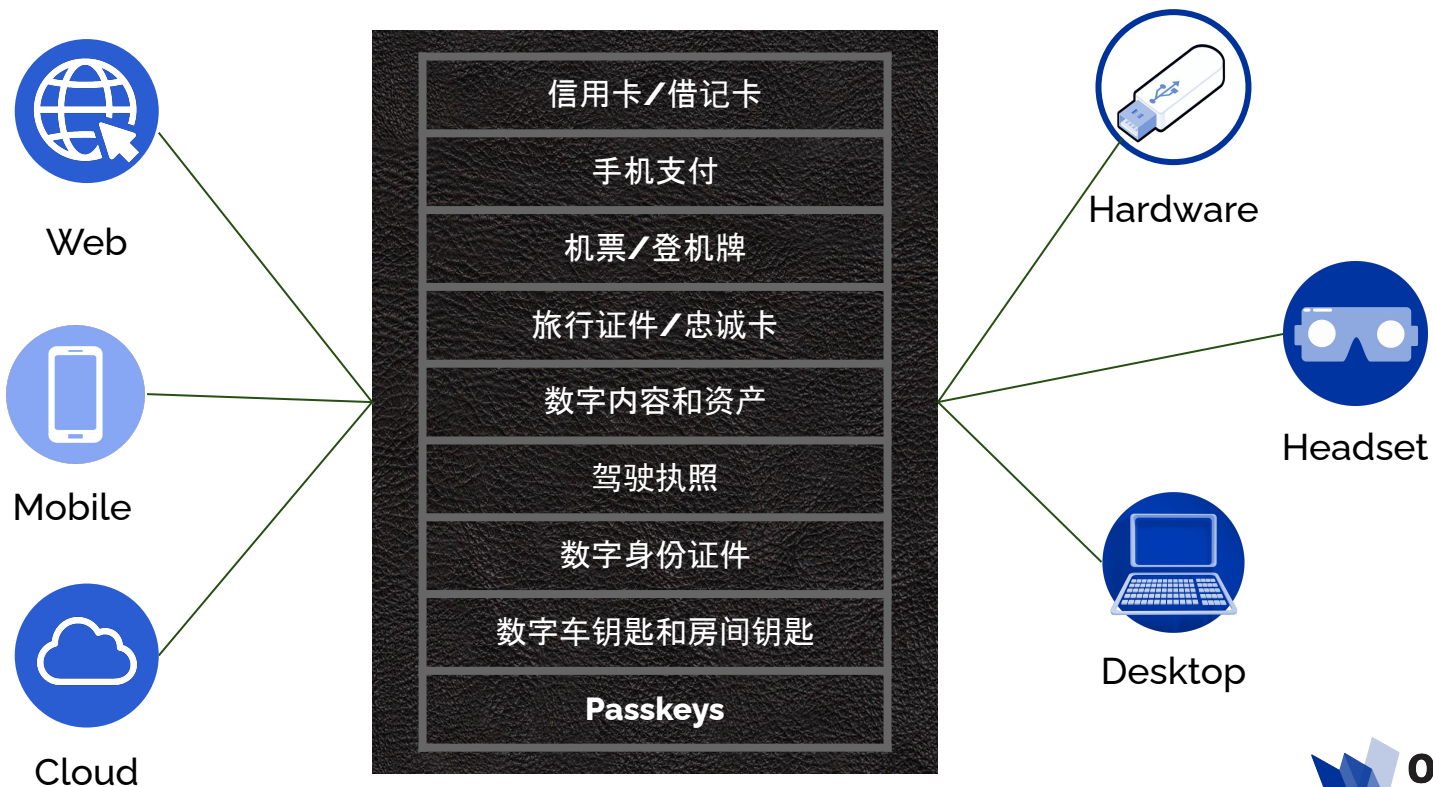 Web
Mobile
Cloud
信用卡/借记卡
手机支付
机票/登机牌
旅行证件/忠诚卡
数字内容和资产
驾驶执照
数字身份证件
数字车钥匙和房间钥匙
Passkeys
Hardware
Headset
Desktop